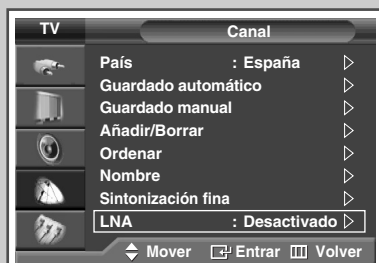 TV
Canal
País : España
Guardado automático
Guardado manual
Añadir/Borrar
Ordenar
Nombre
Sintonización fina
LNA : Desactivado
Mover Entrar Volver